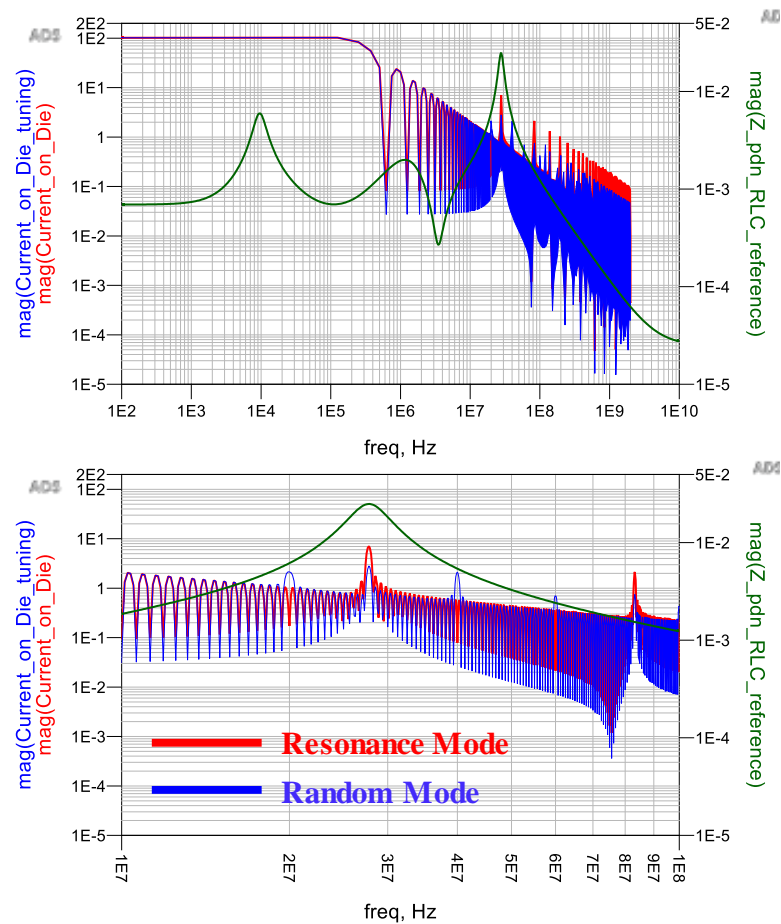 ADS
AD
mag(Current_on_Die_tuning)
mag(Current_on_Die)
2E2
1E2
1E1
1
1E-1
1E-2
1E-3
1E-4
1E-5
5E-2
1E-2
1E-3
1E-4
1E-5
mag(Z_pdn_RLC_reference)
1E2 1E3 1E4 1E5 1E6 1E7 1E8 1E9 1E10
freq, Hz
ADS
ADS
mag(Current_on_Die_tuning)
mag(Current_on_Die)
2E2
1E2
1E1
1
1E-1
1E-2
1E-3
1E-4
1E-5
Resonance Mode
Random Mode
5E-2
1E-2
1E-3
1E-4
1E-5
mag(Z_pdn_RLC_reference)
1E7 2E7 3E7 4E7 5E7 6E7 7E7 8E7 9E7 1E8
freq, Hz